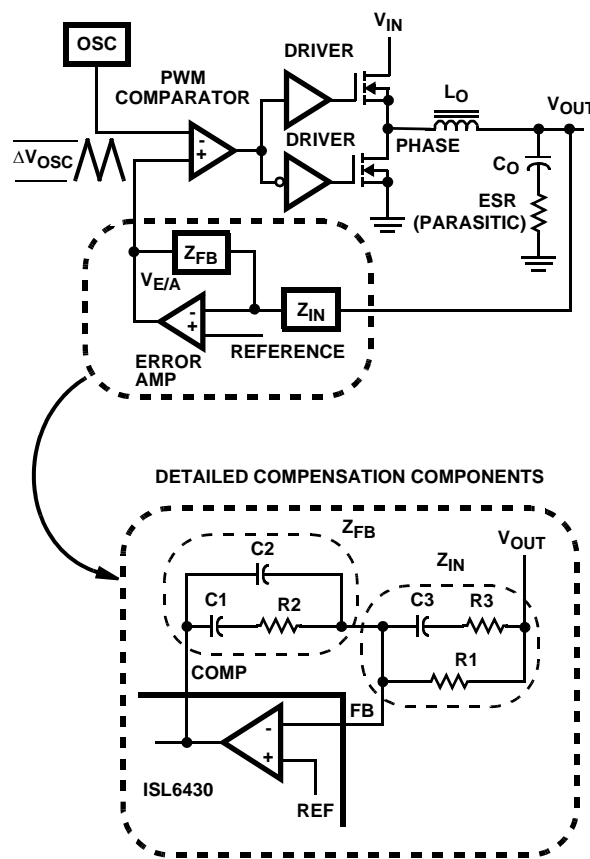 OSC
PWM
COMPARATOR
DRIVER
V_IN
DRIVER
L_O
V_OUT
PHASE
C_O
ESR
(PARASITIC)
ΔV_OSC
-
+
Z_FB
V_E/A
-
+
Z_IN
ERROR
AMP
REFERENCE
DETAILED COMPENSATION COMPONENTS
Z_FB
V_OUT
C2
Z_IN
C1
R2
C3
R3
R1
COMP
FB
-
+
ISL6430
REF